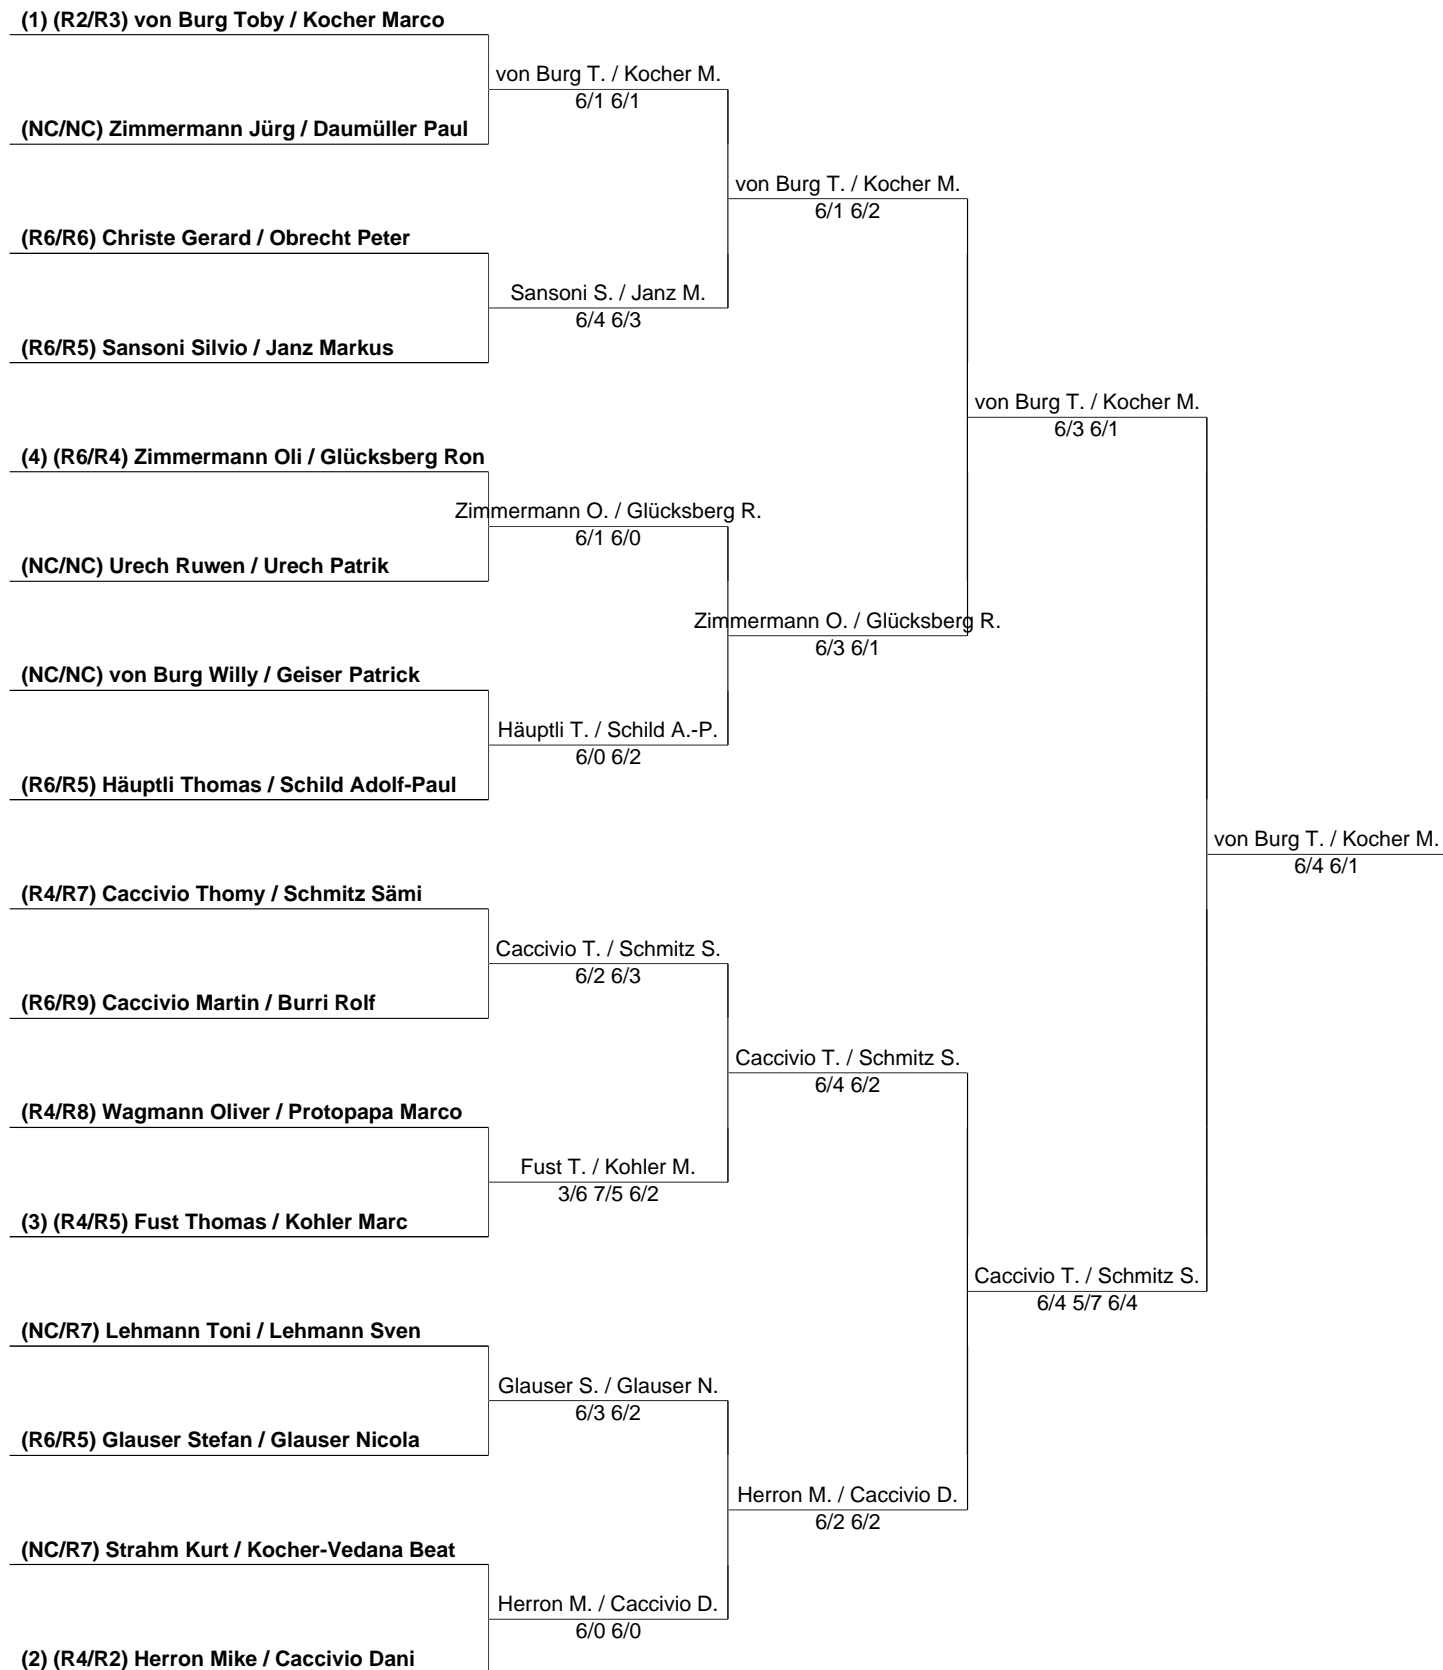 (1) (R2/R3) von Burg Toby / Kocher Marco
von Burg T. / Kocher M.
6/1 6/1
(NC/NC) Zimmermann Jürg / Daumüller Paul
von Burg T. / Kocher M.
6/1 6/2
(R6/R6) Christe Gerard / Obrecht Peter
Sansoni S. / Janz M.
6/4 6/3
(R6/R5) Sansoni Silvio / Janz Markus
von Burg T. / Kocher M.
6/3 6/1
(4) (R6/R4) Zimmermann Oli / Glücksberg Ron
Zimmermann O. / Glücksberg R.
6/1 6/0
(NC/NC) Urech Ruwen / Urech Patrik
Zimmermann O. / Glücksberg R.
6/3 6/1
(NC/NC) von Burg Willy / Geiser Patrick
Häuptli T. / Schild A.-P.
6/0 6/2
(R6/R5) Häuptli Thomas / Schild Adolf-Paul
von Burg T. / Kocher M.
6/4 6/1
(R4/R7) Caccivio Thomy / Schmitz Sämi
Caccivio T. / Schmitz S.
6/2 6/3
(R6/R9) Caccivio Martin / Burri Rolf
Caccivio T. / Schmitz S.
6/4 6/2
(R4/R8) Wagmann Oliver / Protopapa Marco
Fust T. / Kohler M.
3/6 7/5 6/2
(3) (R4/R5) Fust Thomas / Kohler Marc
Caccivio T. / Schmitz S.
6/4 5/7 6/4
(NC/R7) Lehmann Toni / Lehmann Sven
Glauser S. / Glauser N.
6/3 6/2
(R6/R5) Glauser Stefan / Glauser Nicola
Herron M. / Caccivio D.
6/2 6/2
(NC/R7) Strahm Kurt / Kocher-Vedana Beat
Herron M. / Caccivio D.
6/0 6/0
(2) (R4/R2) Herron Mike / Caccivio Dani